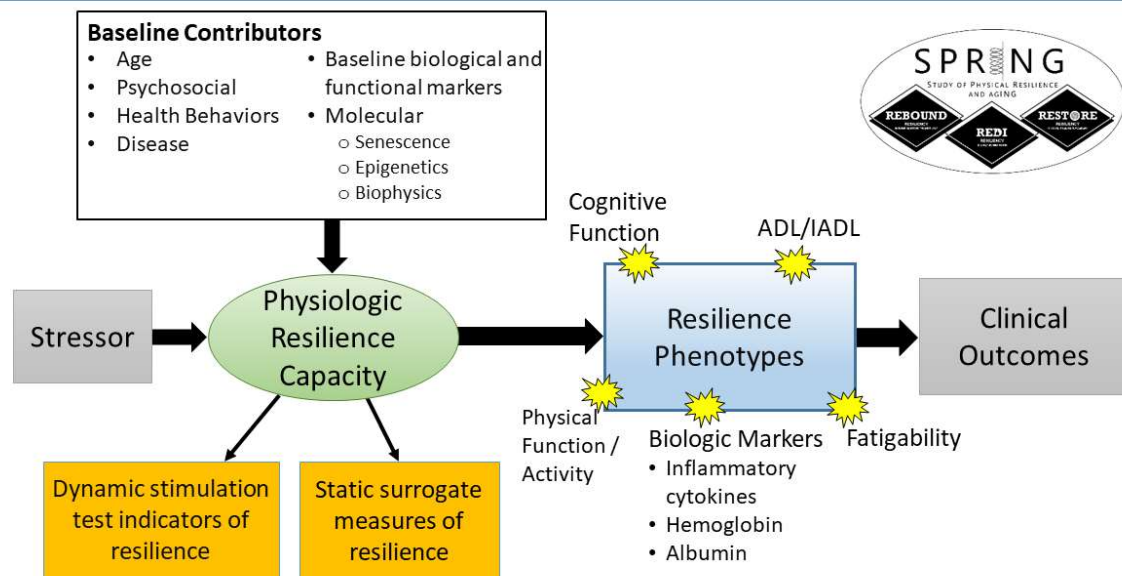 Baseline Contributors
• Age
• Psychosocial
• Health Behaviors
• Disease
• Baseline biological and
functional markers
• Molecular
o Senescence
o Epigenetics
o Biophysics
SPRING
STUDY OF PHYSICAL RESILIENCE
AND AGING
REBOUND
RESILIENCY
REDI
RESILIENCY
RESTORE
RESILIENCY
Stressor
Physiologic
Resilience
Capacity
Dynamic stimulation
test indicators of
resilience
Static surrogate
measures of
resilience
Cognitive
Function
ADL/IADL
Resilience
Phenotypes
Physical
Function /
Activity
Biologic Markers
• Inflammatory
cytokines
• Hemoglobin
• Albumin
Fatigability
Clinical
Outcomes